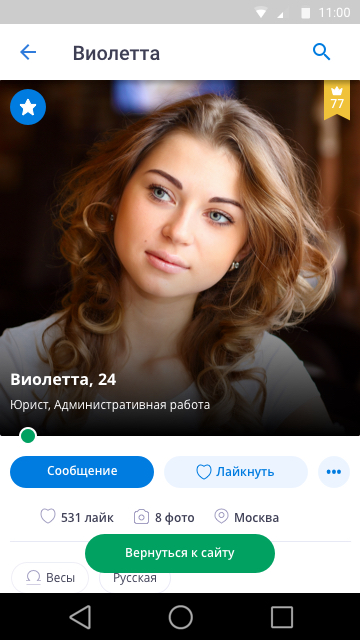 11:00
Виолетта
77
Виолетта, 24
Юрист, Административная работа
Сообщение
Лайкнуть
531 лайк 8 фото Москва
Вернуться к сайту
Весы Русская